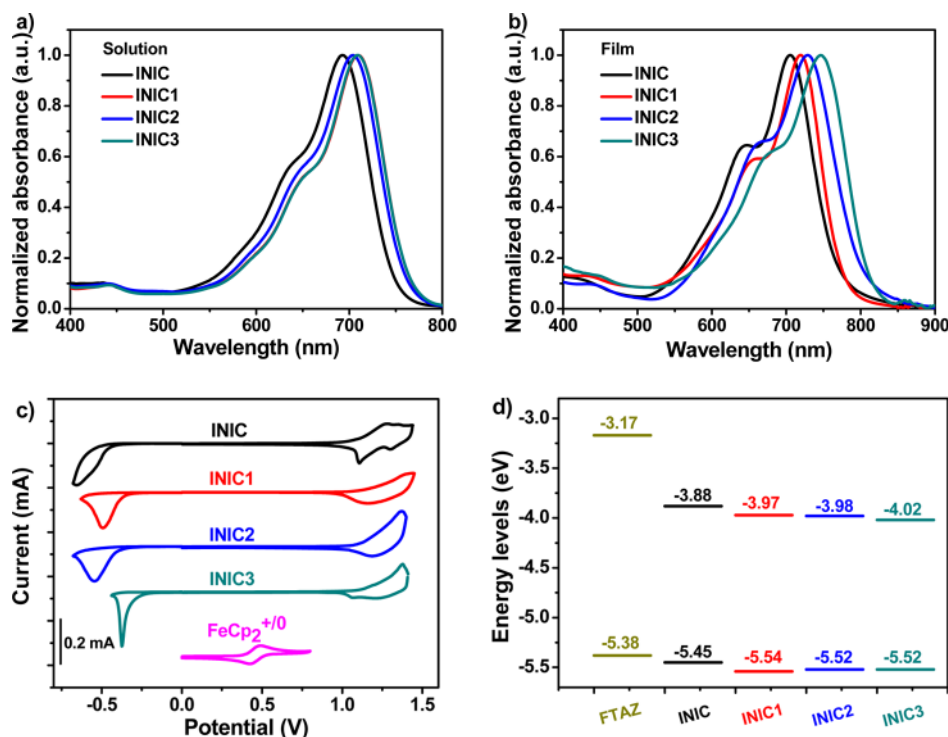 a)
Solution
INIC
INIC1
INIC2
INIC3
Normalized absorbance (a.u.)
1.0
0.8
0.6
0.4
0.2
0.0
400 500 600 700 800
Wavelength (nm)
b)
Film
INIC
INIC1
INIC2
INIC3
Normalized absorbance (a.u.)
1.0
0.8
0.6
0.4
0.2
0.0
400 500 600 700 800 900
Wavelength (nm)
c)
INIC
INIC1
INIC2
INIC3
FeCp2+/0
0.2 mA
Current (mA)
-0.5 0.0 0.5 1.0 1.5
Potential (V)
d)
Energy levels (eV)
-3.0
-3.5
-4.0
-4.5
-5.0
-5.5
-3.17
-3.88 -3.97 -3.98 -4.02
-5.38 -5.45 -5.54 -5.52 -5.52
FTAZ INIC INIC1 INIC2 INIC3